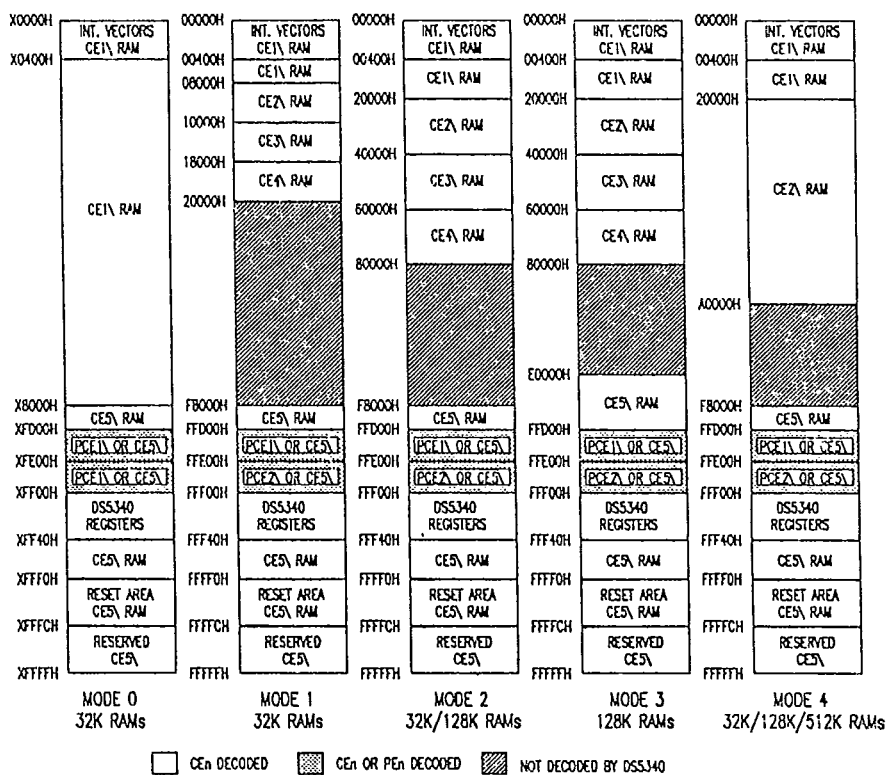 X0000H
INT. VECTORS
CE1\ RAM
X0400H
CE1\ RAM
X8000H
CE5\ RAM
XFD00H
PCE1\ OR CE5\
XFE00H
PCE1\ OR CE5\
XFF00H
DS5340
REGISTERS
XFF40H
CE5\ RAM
XFFF0H
RESET AREA
CE5\ RAM
XFFFCH
RESERVED
CE5\
XFFFFH
MODE 0
32K RAMs
00000H
INT. VECTORS
CE1\ RAM
00400H
CE1\ RAM
08000H
CE2\ RAM
10000H
CE3\ RAM
18000H
CE4\ RAM
20000H
F8000H
CE5\ RAM
FFD00H
PCE1\ OR CE5\
FFE00H
PCE2\ OR CE5\
FFF00H
DS5340
REGISTERS
FFF40H
CE5\ RAM
FFFF0H
RESET AREA
CE5\ RAM
FFFFCH
RESERVED
CE5\
FFFFFH
MODE 1
32K RAMs
00000H
INT. VECTORS
CE1\ RAM
00400H
CE1\ RAM
20000H
CE2\ RAM
40000H
CE3\ RAM
60000H
CE4\ RAM
80000H
F8000H
CE5\ RAM
FFD00H
PCE1\ OR CE5\
FFE00H
PCE2\ OR CE5\
FFF00H
DS5340
REGISTERS
FFF40H
CE5\ RAM
FFFF0H
RESET AREA
CE5\ RAM
FFFFCH
RESERVED
CE5\
FFFFFH
MODE 2
32K/128K RAMs
00000H
INT. VECTORS
CE1\ RAM
00400H
CE1\ RAM
20000H
CE2\ RAM
40000H
CE3\ RAM
60000H
CE4\ RAM
80000H
E0000H
CE5\ RAM
FFD00H
PCE1\ OR CE5\
FFE00H
PCE2\ OR CE5\
FFF00H
DS5340
REGISTERS
FFF40H
CE5\ RAM
FFFF0H
RESET AREA
CE5\ RAM
FFFFCH
RESERVED
CE5\
FFFFFH
MODE 3
128K RAMs
00000H
INT. VECTORS
CE1\ RAM
00400H
CE1\ RAM
20000H
CE2\ RAM
A0000H
F8000H
CE5\ RAM
FFD00H
PCE1\ OR CE5\
FFE00H
PCE2\ OR CE5\
FFF00H
DS5340
REGISTERS
FFF40H
CE5\ RAM
FFFF0H
RESET AREA
CE5\ RAM
FFFFCH
RESERVED
CE5\
FFFFFH
MODE 4
32K/128K/512K RAMs
CEn DECODED
CEn OR PEn DECODED
NOT DECODED BY DS5340